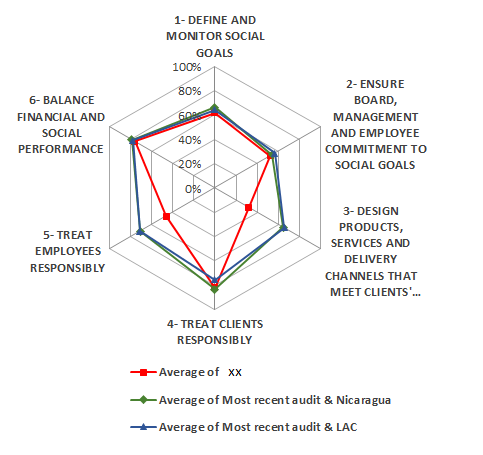 1- DEFINE AND
MONITOR SOCIAL
GOALS
100%
80%
60%
40%
20%
0%
2- ENSURE
BOARD,
MANAGEMENT
AND EMPLOYEE
COMMITMENT TO
SOCIAL GOALS
3- DESIGN
PRODUCTS,
SERVICES AND
DELIVERY
CHANNELS THAT
MEET CLIENTS'...
4- TREAT CLIENTS
RESPONSIBLY
5- TREAT
EMPLOYEES
RESPONSIBLY
6- BALANCE
FINANCIAL AND
SOCIAL
PERFORMANCE
Average of XX
Average of Most recent audit & Nicaragua
Average of Most recent audit & LAC